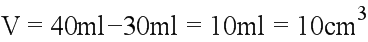 V = 40ml−30ml = 10ml = 10cm³